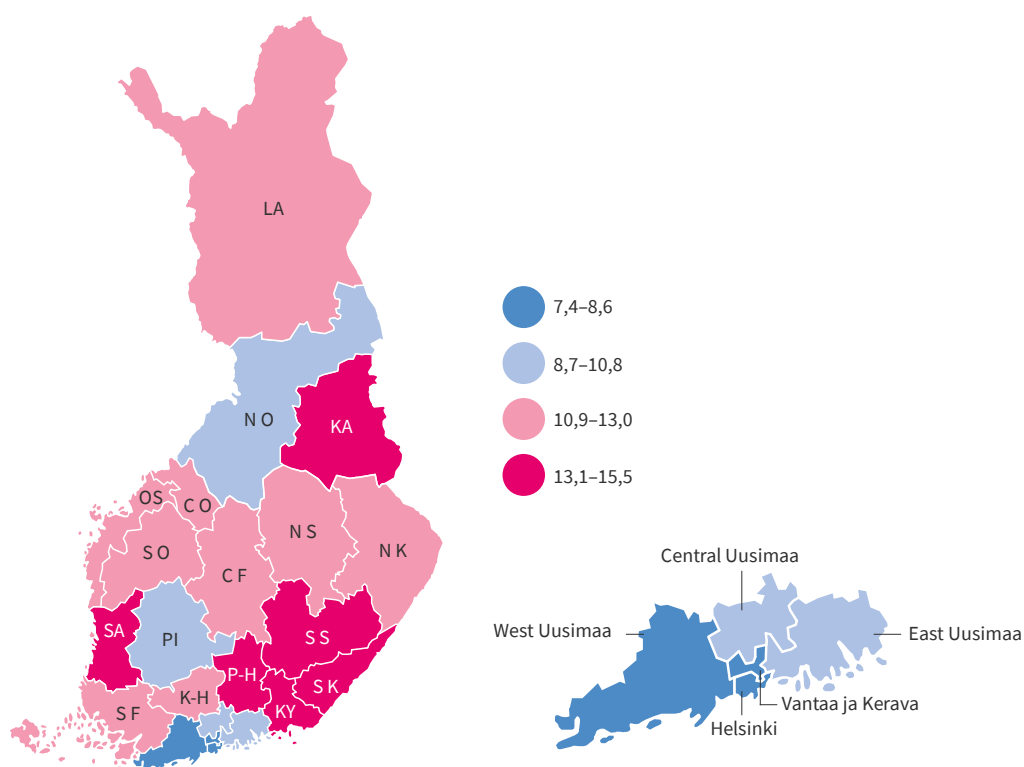 LA
7,4–8,6
8,7–10,8
N O
KA
10,9–13,0
13,1–15,5
OS
C O
N S
S O
N K
C F
Central Uusimaa
SA
PI
S S
West Uusimaa
East Uusimaa
P-H
S K
K-H
KY
S F
Vantaa ja Kerava
Helsinki